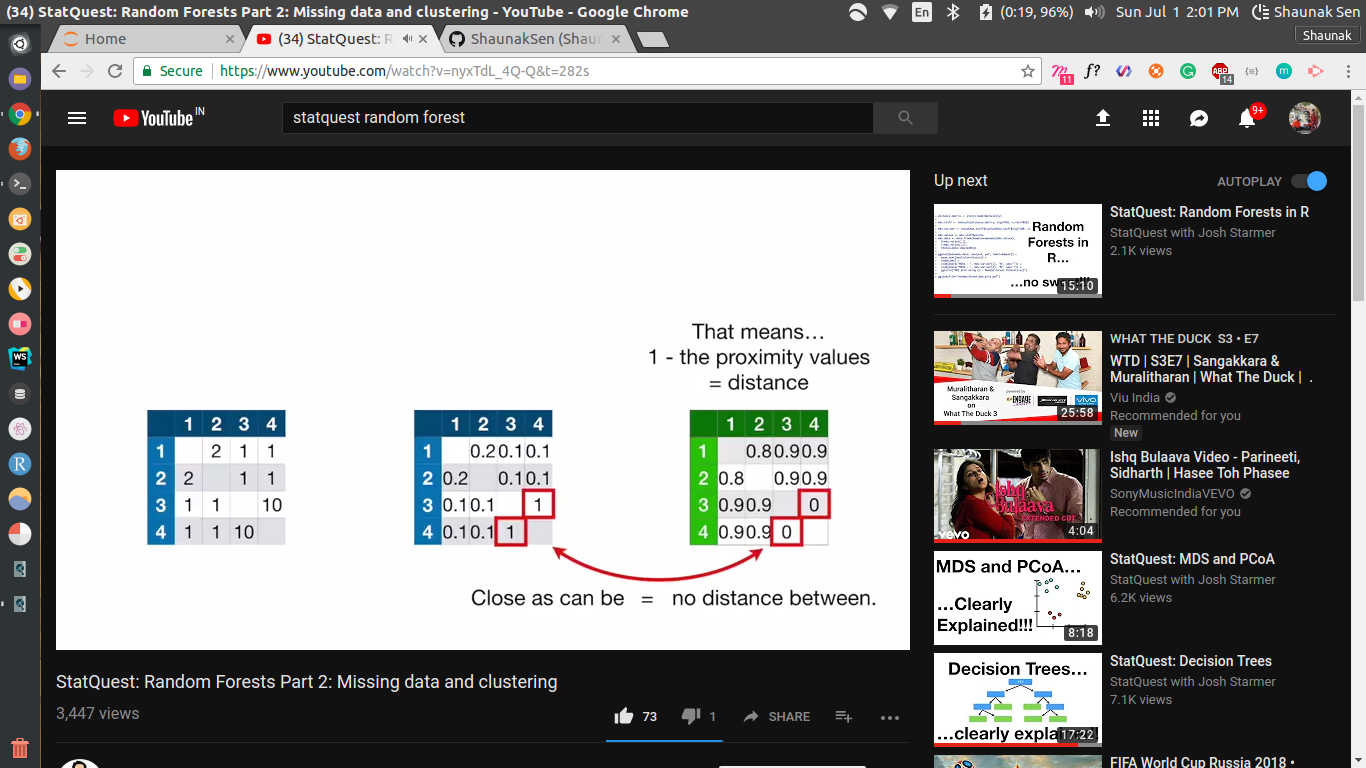 (34) StatQuest: Random Forests Part 2: Missing data and clustering - YouTube - Google Chrome
En
(0:19, 96%)
Sun Jul 1 2:01 PM
Shaunak Sen
Home
(34) StatQuest: R
ShaunakSen (Shaun
Shaunak
Secure
https://www.youtube.com/watch?v=nyxTdL_4Q-Q&t=282s
11
f?
ABP
14
m
YouTube IN
statquest random forest
9+
That means…
1 - the proximity values
= distance
1 2 3 4
1 2 1 1
2 2 1 1
3 1 1 10
4 1 1 10
1 2 3 4
1 0.2 0.1 0.1
2 0.2 0.1 0.1
3 0.1 0.1 1
4 0.1 0.1 1
1 2 3 4
1 0.8 0.9 0.9
2 0.8 0.9 0.9
3 0.9 0.9 0
4 0.9 0.9 0
Close as can be = no distance between.
StatQuest: Random Forests Part 2: Missing data and clustering
3,447 views
73
1
SHARE
Up next
AUTOPLAY
Random
Forests in
R…
…no sw
15:10
StatQuest: Random Forests in R
StatQuest with Josh Starmer
2.1K views
Muralitharan &
Sangakkara
on
What The Duck 3
vivo
25:58
WHAT THE DUCK S3 • E7
WTD | S3E7 | Sangakkara &
Muralitharan | What The Duck | .
Viu India
Recommended for you
New
Ishq
Bulaava
EXTENDED CUT
vevo
4:04
Ishq Bulaava Video - Parineeti,
Sidharth | Hasee Toh Phasee
SonyMusicIndiaVEVO
Recommended for you
MDS and PCoA…
…Clearly
Explained!!!
8:18
StatQuest: MDS and PCoA
StatQuest with Josh Starmer
6.2K views
Decision Trees…
…clearly expla
17:22
StatQuest: Decision Trees
StatQuest with Josh Starmer
7.1K views
FIFA World Cup Russia 2018 •
WS
R